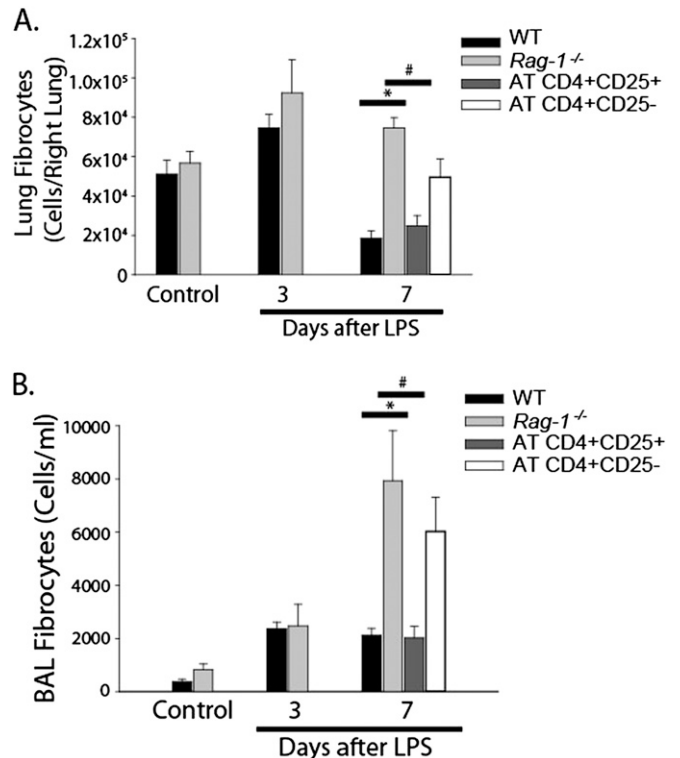 A.
1.2x10⁵
1.0x10⁵
8x10⁴
6x10⁴
4x10⁴
2x10⁴
0
Lung Fibrocytes
(Cells/Right Lung)
WT
Rag-1⁻/⁻
AT CD4+CD25+
AT CD4+CD25-
#
*
Control 3 7
Days after LPS
B.
10000
8000
6000
4000
2000
0
BAL Fibrocytes (Cells/ml)
WT
Rag-1⁻/⁻
AT CD4+CD25+
AT CD4+CD25-
#
*
Control 3 7
Days after LPS